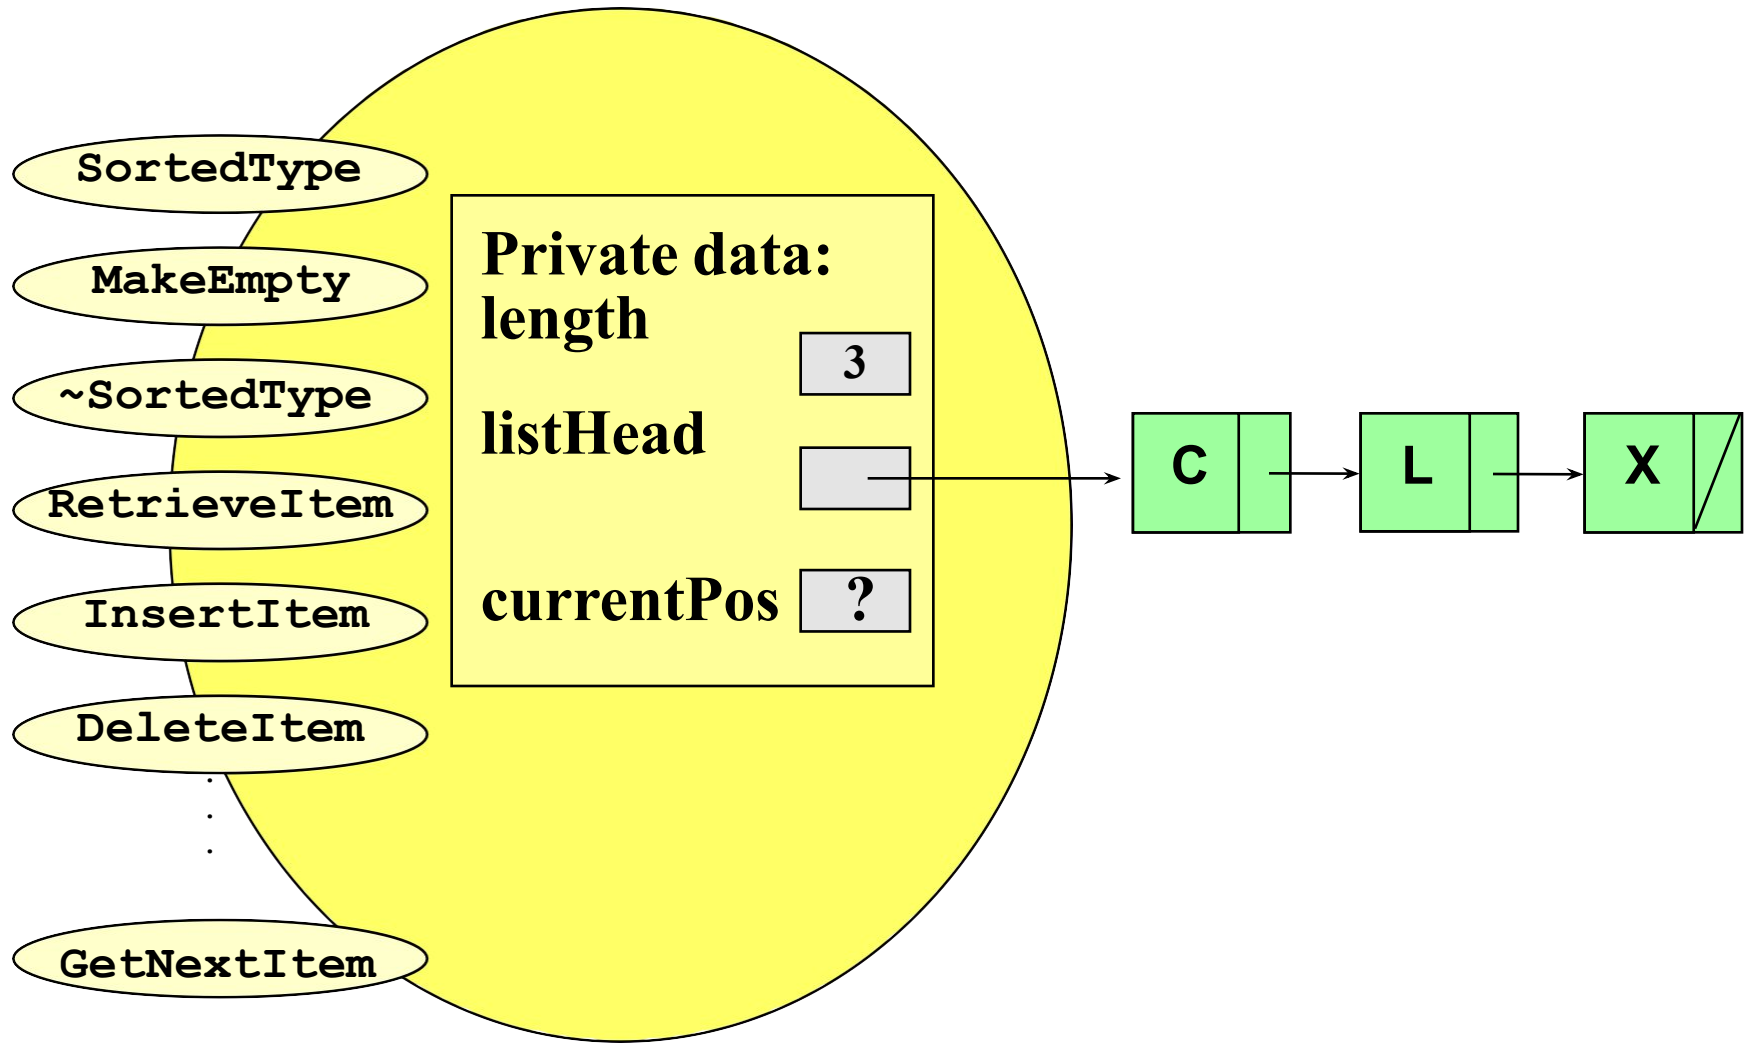 SortedType
MakeEmpty
~SortedType
RetrieveItem
InsertItem
DeleteItem
.
.
.
GetNextItem
Private data:
length
3
listHead
currentPos ?
C
L
X